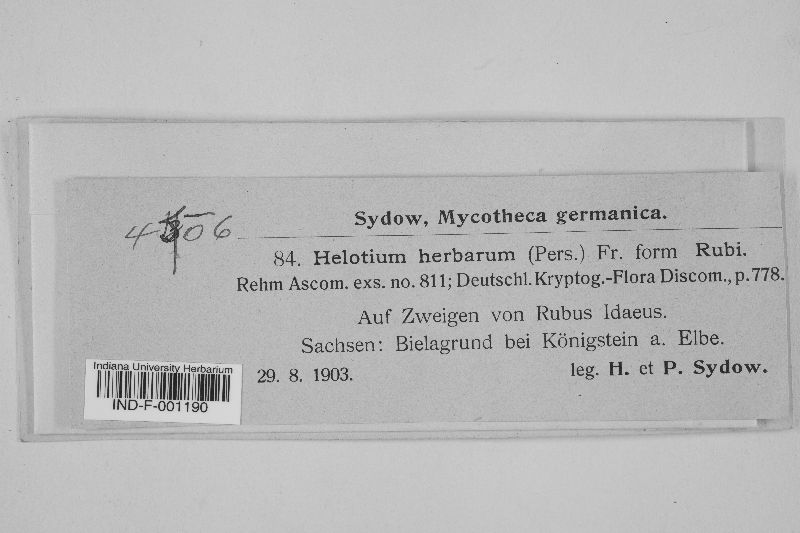 Sydow, Mycotheca germanica.
84. Helotium herbarum (Pers.) Fr. form Rubi.
Rehm Ascom. exs. no. 811; Deutschl. Kryptog.-Flora Discom., p. 778.
Auf Zweigen von Rubus Idaeus.
Sachsen: Bielagrund bei Königstein a. Elbe.
29. 8. 1903. leg. H. et P. Sydow.
Indiana University Herbarium
IND-F-001190